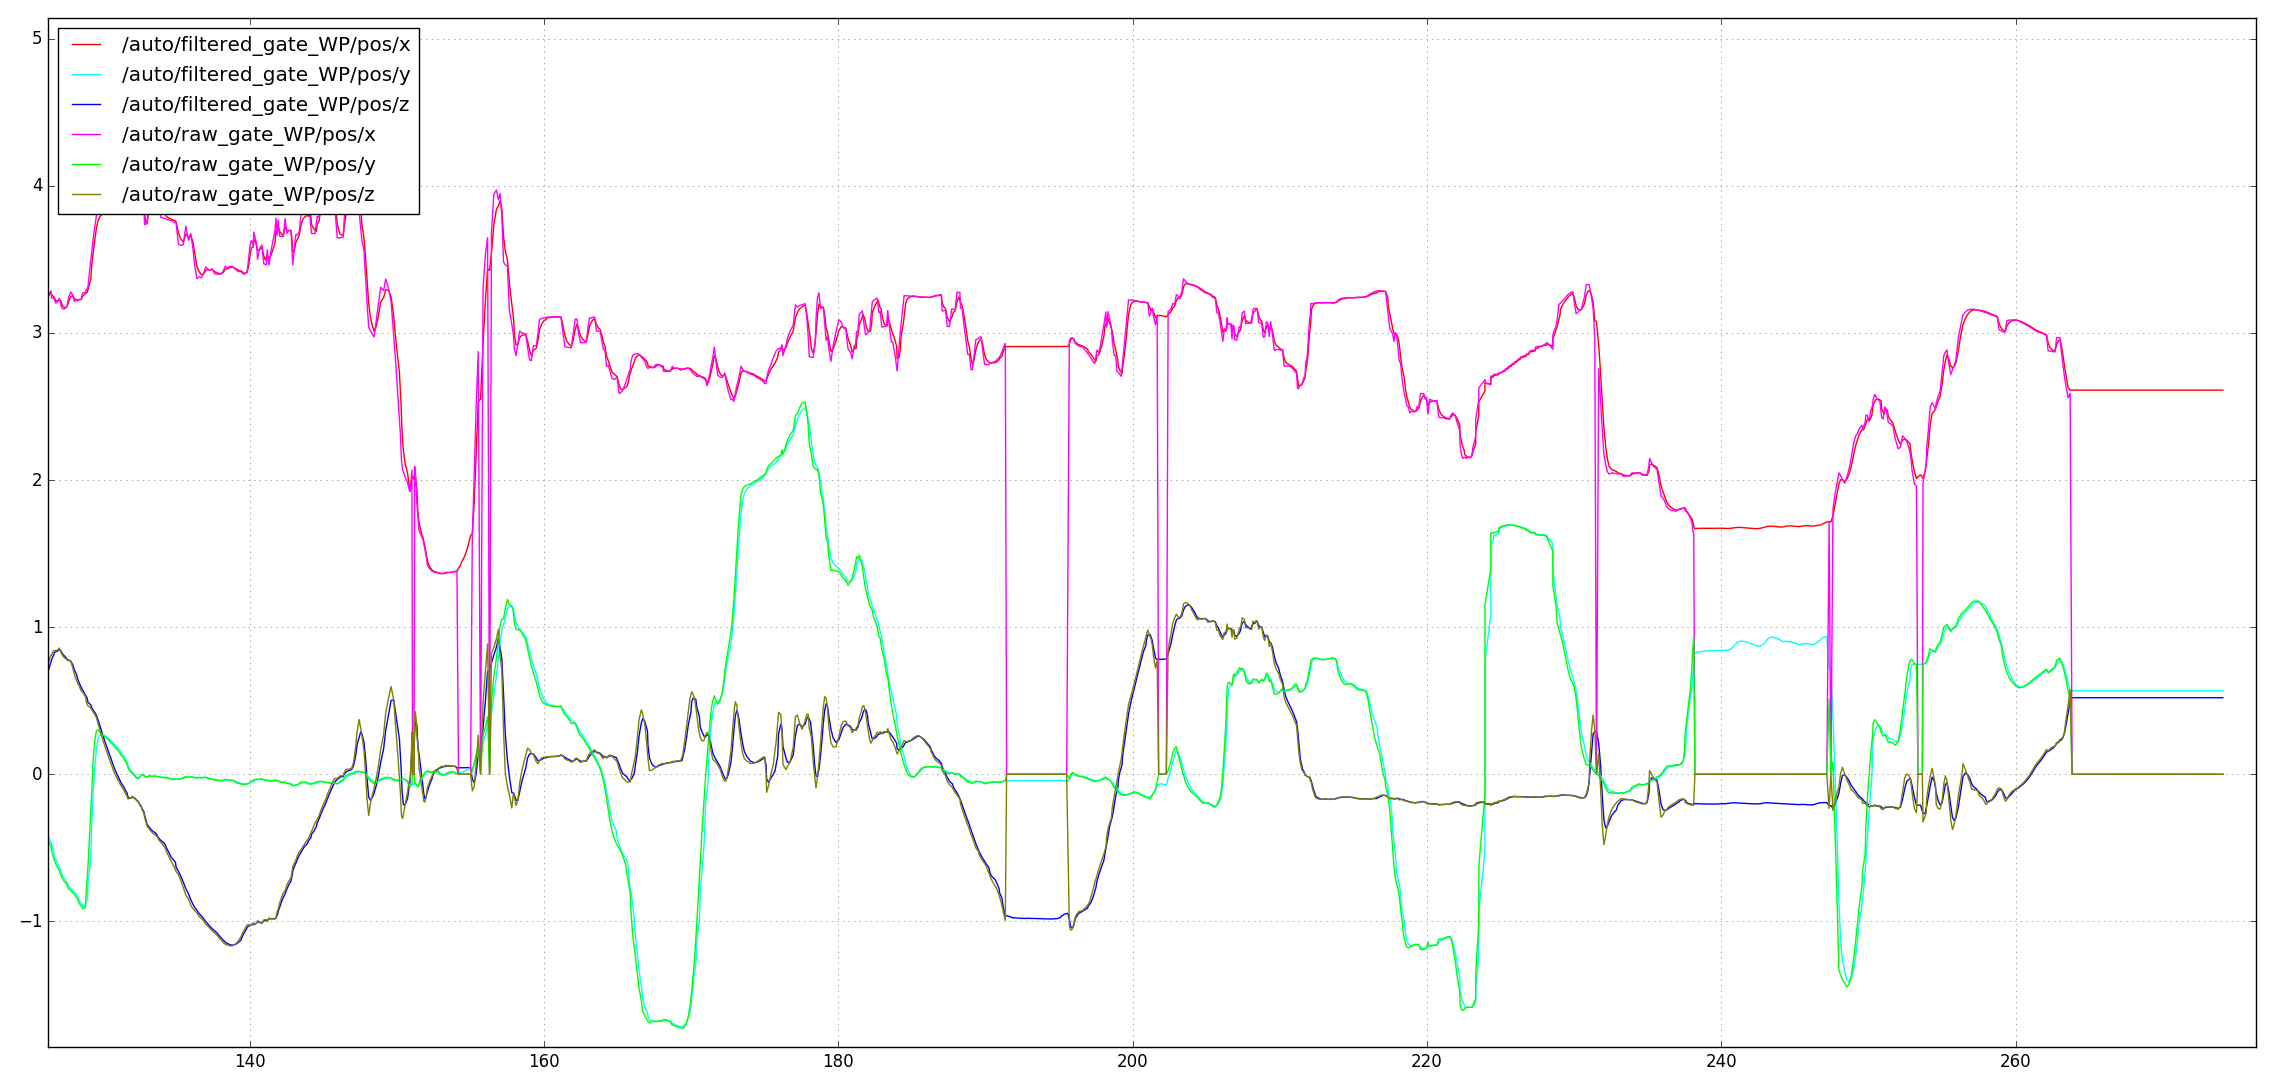 /auto/filtered_gate_WP/pos/x
/auto/filtered_gate_WP/pos/y
/auto/filtered_gate_WP/pos/z
/auto/raw_gate_WP/pos/x
/auto/raw_gate_WP/pos/y
/auto/raw_gate_WP/pos/z
5
4
3
2
1
0
−1
140 160 180 200 220 240 260